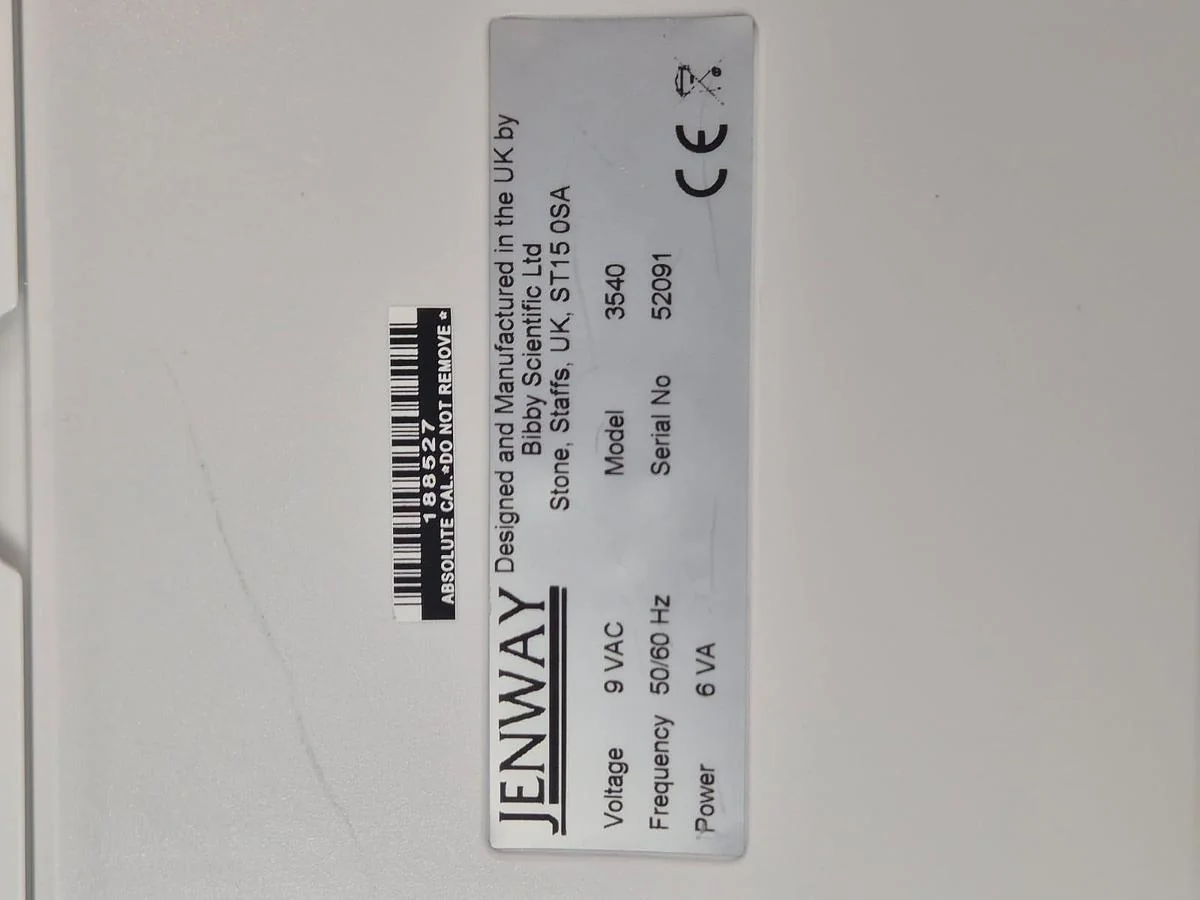 188527
ABSOLUTE CAL.*DO NOT REMOVE*
JENWAY
Designed and Manufactured in the UK by
Bibby Scientific Ltd
Stone, Staffs, UK, ST15 0SA
Voltage 9 VAC Model 3540
Frequency 50/60 Hz Serial No 52091
Power 6 VA
CE